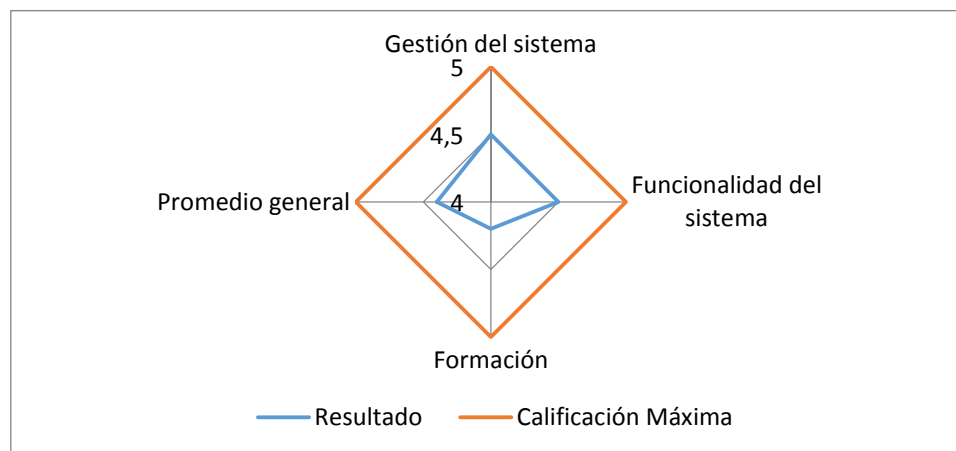 Gestión del sistema
5
4,5
4
Promedio general
Funcionalidad del
sistema
Formación
Resultado
Calificación Máxima